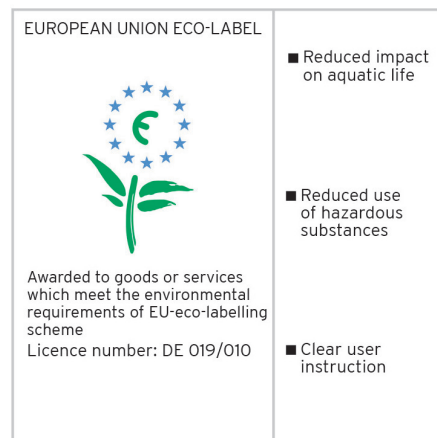 EUROPEAN UNION ECO-LABEL
Є
Awarded to goods or services
which meet the environmental
requirements of EU-eco-labelling
scheme
Licence number: DE 019/010
■ Reduced impact
on aquatic life
■ Reduced use
of hazardous
substances
■ Clear user
instruction